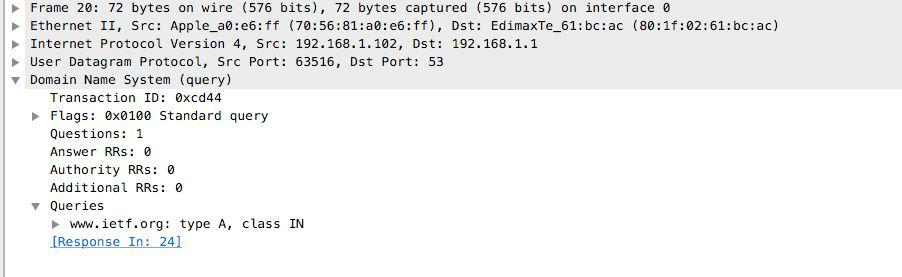 Frame 20: 72 bytes on wire (576 bits), 72 bytes captured (576 bits) on interface 0
Ethernet II, Src: Apple_a0:e6:ff (70:56:81:a0:e6:ff), Dst: EdimaxTe_61:bc:ac (80:1f:02:61:bc:ac)
Internet Protocol Version 4, Src: 192.168.1.102, Dst: 192.168.1.1
User Datagram Protocol, Src Port: 63516, Dst Port: 53
Domain Name System (query)
Transaction ID: 0xcd44
Flags: 0x0100 Standard query
Questions: 1
Answer RRs: 0
Authority RRs: 0
Additional RRs: 0
Queries
www.ietf.org: type A, class IN
[Response In: 24]